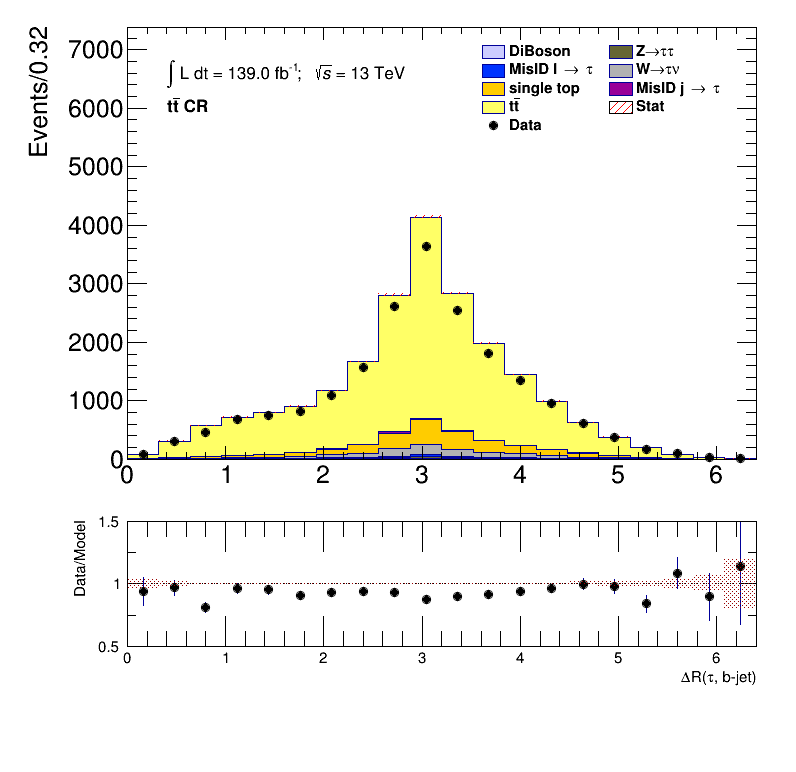 Events/0.32
7000
6000
5000
4000
3000
2000
1000
0
∫ L dt = 139.0 fb⁻¹; √s = 13 TeV
tt̄ CR
DiBoson
Z→ττ
MisID l → τ
W→τν
single top
MisID j → τ
tt̄
Stat
Data
0 1 2 3 4 5 6
Data/Model
1.5
1
0.5
0 1 2 3 4 5 6
ΔR(τ, b-jet)